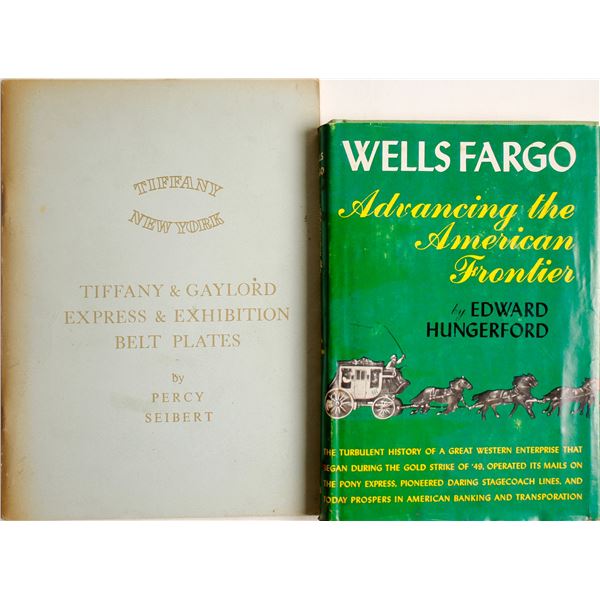 TIFFANY
NEW YORK
TIFFANY & GAYLORD
EXPRESS & EXHIBITION
BELT PLATES
by
PERCY
SEIBERT
WELLS FARGO
Advancing the
American
Frontier
by EDWARD
HUNGERFORD
THE TURBULENT HISTORY OF A GREAT WESTERN ENTERPRISE THAT
BEGAN DURING THE GOLD STRIKE OF '49, OPERATED ITS MAILS ON
THE PONY EXPRESS, PIONEERED DARING STAGECOACH LINES, AND
TODAY PROSPERS IN AMERICAN BANKING AND TRANSPORATION